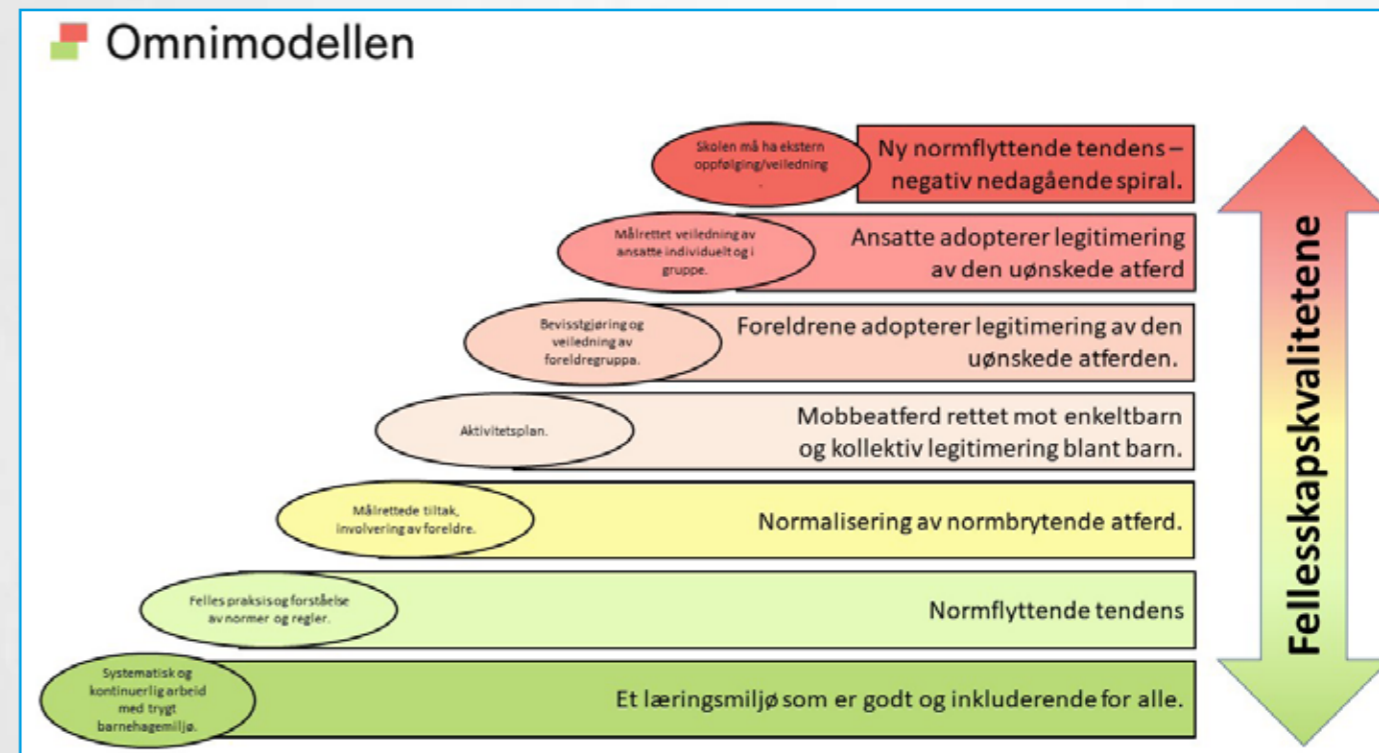 Omnimodellen
Skolen må ha ekstern
oppfølging/veiledning
.
Ny normflyttende tendens –
negativ nedagående spiral.
Målrettet veiledning av
ansatte individuelt og i
gruppe.
Ansatte adopterer legitimering
av den uønskede atferd
Bevisstgjøring og
veiledning av
foreldregruppa.
Foreldrene adopterer legitimering av den
uønskede atferden.
Aktivitetsplan.
Mobbeatferd rettet mot enkeltbarn
og kollektiv legitimering blant barn.
Målrettede tiltak,
involvering av foreldre.
Normalisering av normbrytende atferd.
Felles praksis og forståelse
av normer og regler.
Normflyttende tendens
Systematisk og
kontinuerlig arbeid
med trygt
barnehagemiljø.
Et læringsmiljø som er godt og inkluderende for alle.
Fellesskapskvalitetene